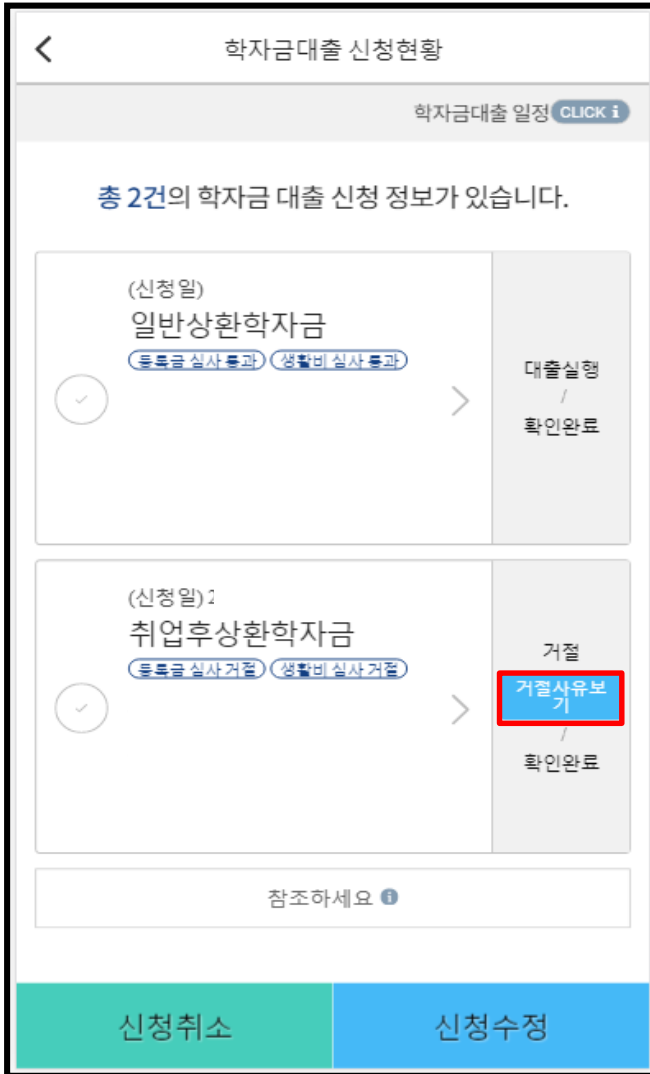 학자금대출 신청현황
학자금대출 일정 CLICK i
총 2건의 학자금 대출 신청 정보가 있습니다.
(신청일)
일반상환학자금
등록금 심사 통과 생활비 심사 통과
대출실행
/
확인완료
(신청일) 2
취업후상환학자금
등록금 심사 거절 생활비 심사 거절
거절
거절사유보
기
/
확인완료
참조하세요 i
신청취소 신청수정